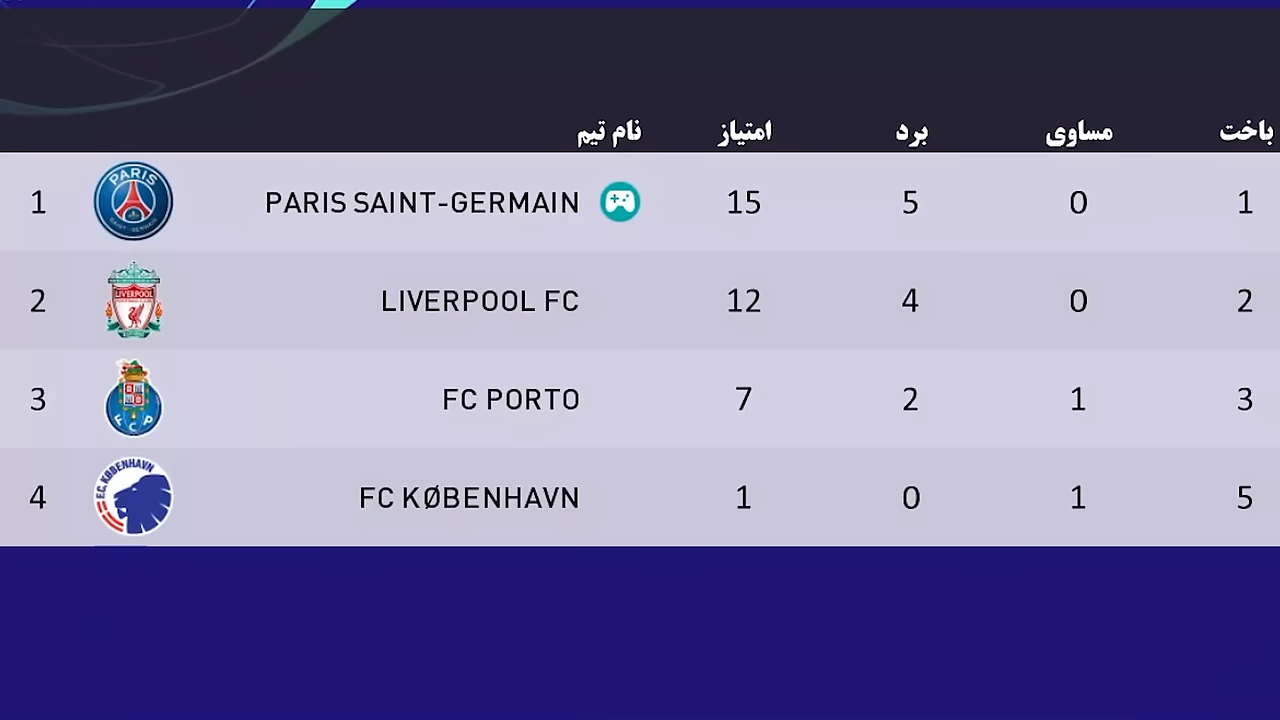 نام تیم امتیاز برد مساوی باخت
1 PARIS SAINT-GERMAIN 15 5 0 1
2 LIVERPOOL FC 12 4 0 2
3 FC PORTO 7 2 1 3
4 FC KØBENHAVN 1 0 1 5